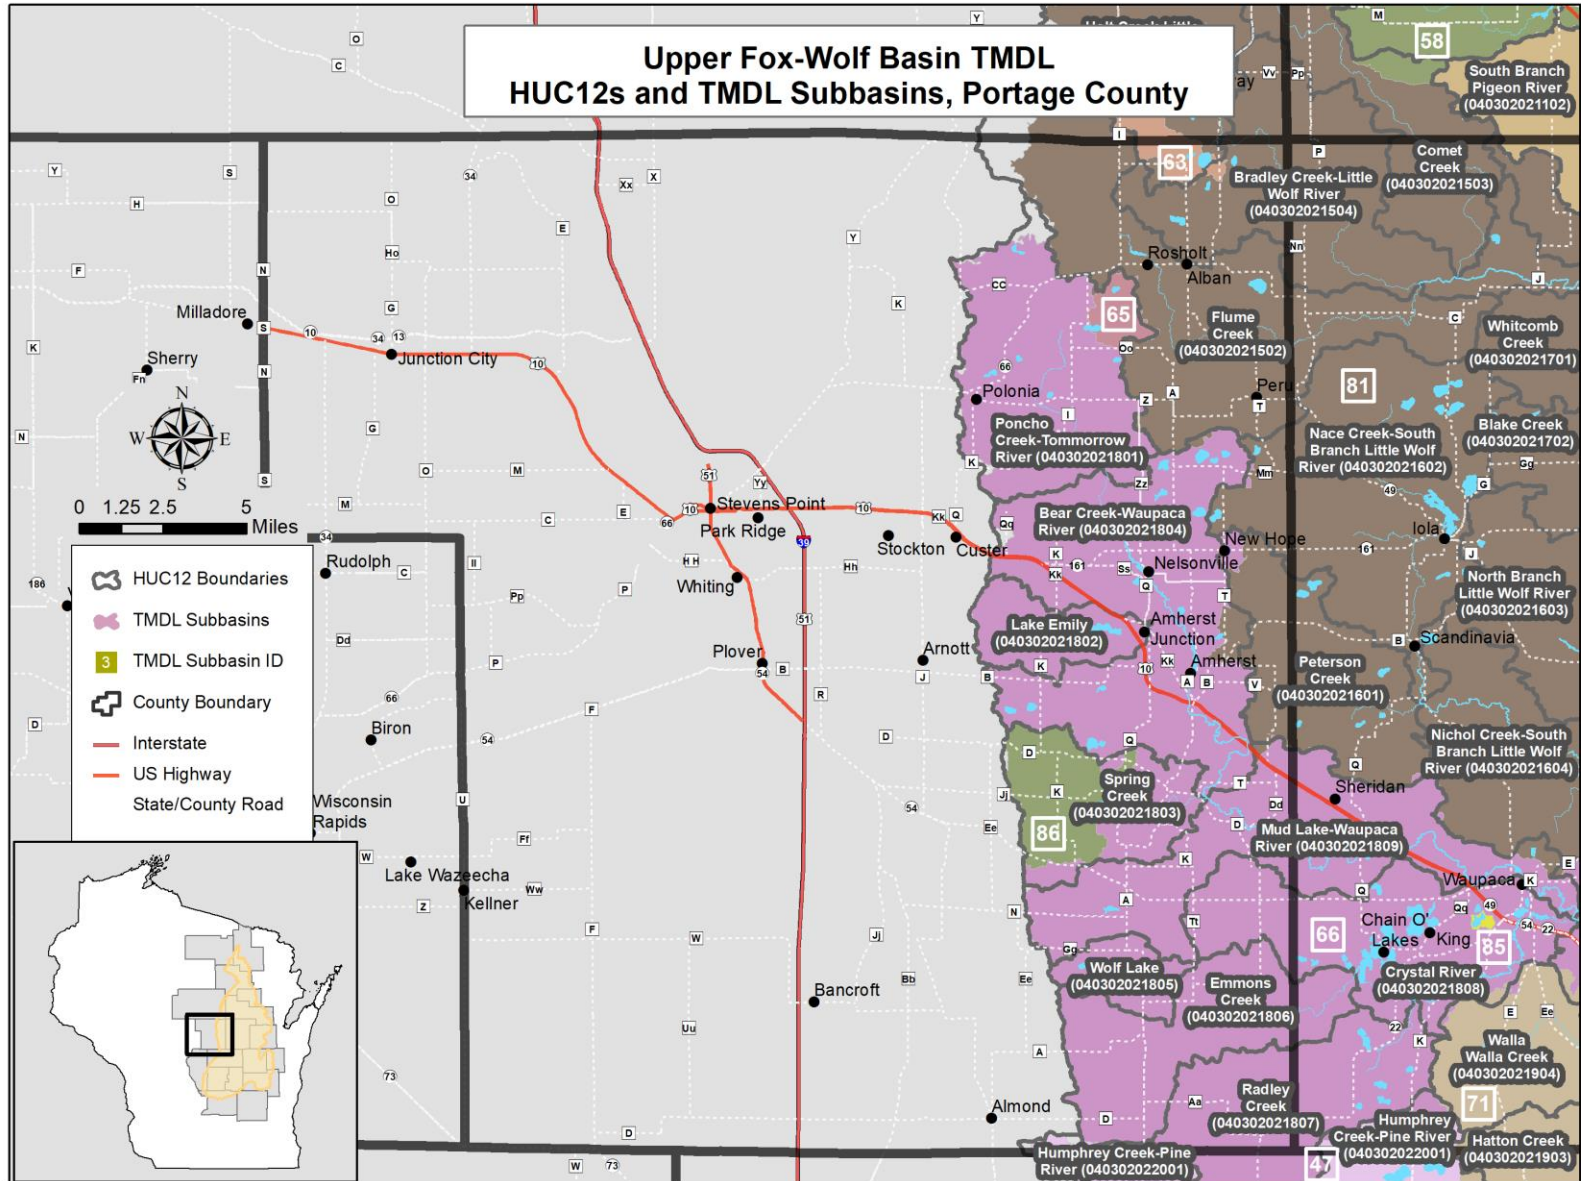 Upper Fox-Wolf Basin TMDL
HUC12s and TMDL Subbasins, Portage County
58
South Branch
Pigeon River
(040302021102)
63
Bradley Creek-Little
Wolf River
(040302021504)
Comet
Creek
(040302021503)
Rosholt
Alban
65
Flume
Creek
(040302021502)
Whitcomb
Creek
(040302021701)
81
Peru
Milladore
Sherry
Junction City
Polonia
Poncho
Creek-Tommorrow
River (040302021801)
Nace Creek-South
Branch Little Wolf
River (040302021602)
Blake Creek
(040302021702)
N
W
E
S
0 1.25 2.5 5
Miles
Stevens Point
Park Ridge
Stockton
Custer
Whiting
Bear Creek-Waupaca
River (040302021804)
New Hope
Nelsonville
Iola
North Branch
Little Wolf River
(040302021603)
Rudolph
HUC12 Boundaries
TMDL Subbasins
3
TMDL Subbasin ID
County Boundary
Interstate
US Highway
State/County Road
Plover
Arnott
Lake Emily
(040302021802)
Amherst
Junction
Amherst
Scandinavia
Peterson
Creek
(040302021601)
Biron
Nichol Creek-South
Branch Little Wolf
River (040302021604)
Wisconsin
Rapids
Spring
Creek
(040302021803)
86
Sheridan
Mud Lake-Waupaca
River (040302021809)
Lake Wazeecha
Kellner
Waupaca
66
Chain O'
Lakes
King
85
Crystal River
(040302021808)
Bancroft
Wolf Lake
(040302021805)
Emmons
Creek
(040302021806)
Walla
Walla Creek
(040302021904)
71
Almond
Radley
Creek
(040302021807)
Humphrey
Creek-Pine River
(040302022001)
Hatton Creek
(040302021903)
Humphrey Creek-Pine
River (040302022001)
47